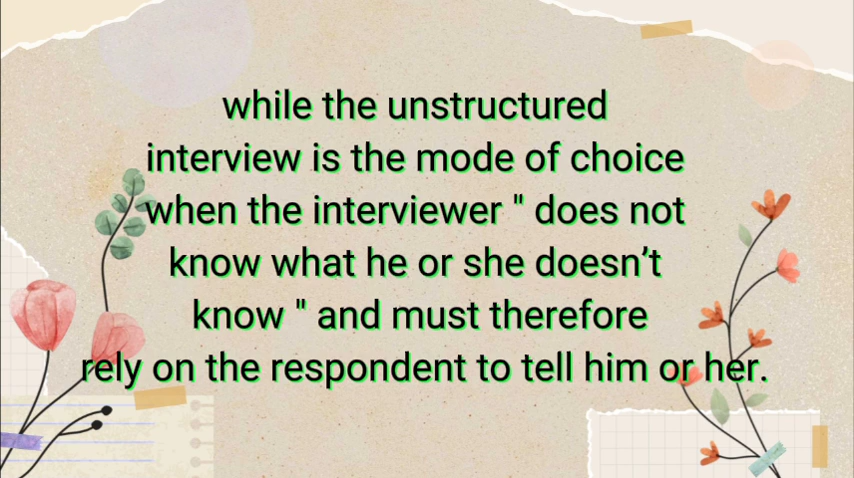 while the unstructured
interview is the mode of choice
when the interviewer " does not
know what he or she doesn’t
know " and must therefore
rely on the respondent to tell him or her.